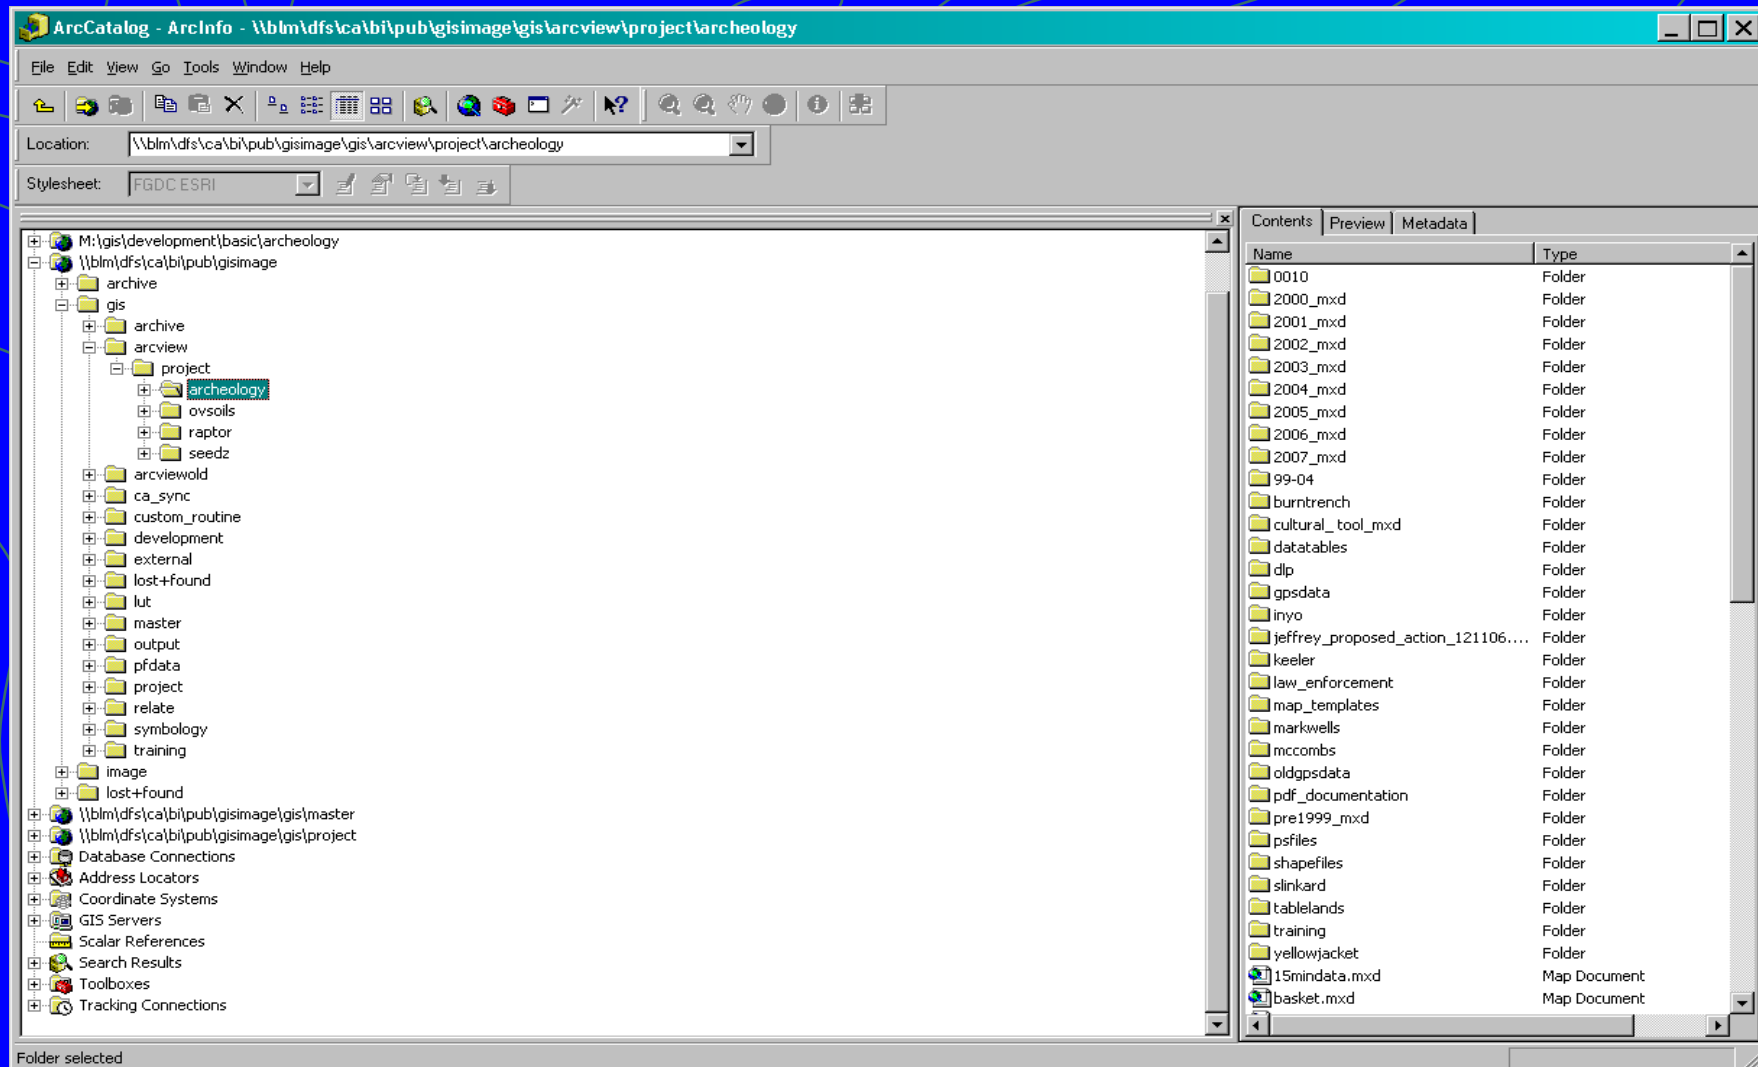 ArcCatalog - ArcInfo - \\blm\dfs\ca\bi\pub\gisimage\gis\arcview\project\archeology
File Edit View Go Tools Window Help
Location: \\blm\dfs\ca\bi\pub\gisimage\gis\arcview\project\archeology
Stylesheet: FGDC ESRI
M:\gis\development\basic\archeology
\\blm\dfs\ca\bi\pub\gisimage
archive
gis
archive
arcview
project
archeology
ovsoils
raptor
seedz
arcviewold
ca_sync
custom_routine
development
external
lost+found
lut
master
output
pfdata
project
relate
symbology
training
image
lost+found
\\blm\dfs\ca\bi\pub\gisimage\gis\master
\\blm\dfs\ca\bi\pub\gisimage\gis\project
Database Connections
Address Locators
Coordinate Systems
GIS Servers
Scalar References
Search Results
Toolboxes
Tracking Connections
Contents Preview Metadata
Name Type
0010 Folder
2000_mxd Folder
2001_mxd Folder
2002_mxd Folder
2003_mxd Folder
2004_mxd Folder
2005_mxd Folder
2006_mxd Folder
2007_mxd Folder
99-04 Folder
burntrench Folder
cultural_ tool_mxd Folder
datatables Folder
dlp Folder
gpsdata Folder
inyo Folder
jeffrey_proposed_action_121106.... Folder
keeler Folder
law_enforcement Folder
map_templates Folder
markwells Folder
mccombs Folder
oldgpsdata Folder
pdf_documentation Folder
pre1999_mxd Folder
psfiles Folder
shapefiles Folder
slinkard Folder
tablelands Folder
training Folder
yellowjacket Folder
15mindata.mxd Map Document
basket.mxd Map Document
Folder selected